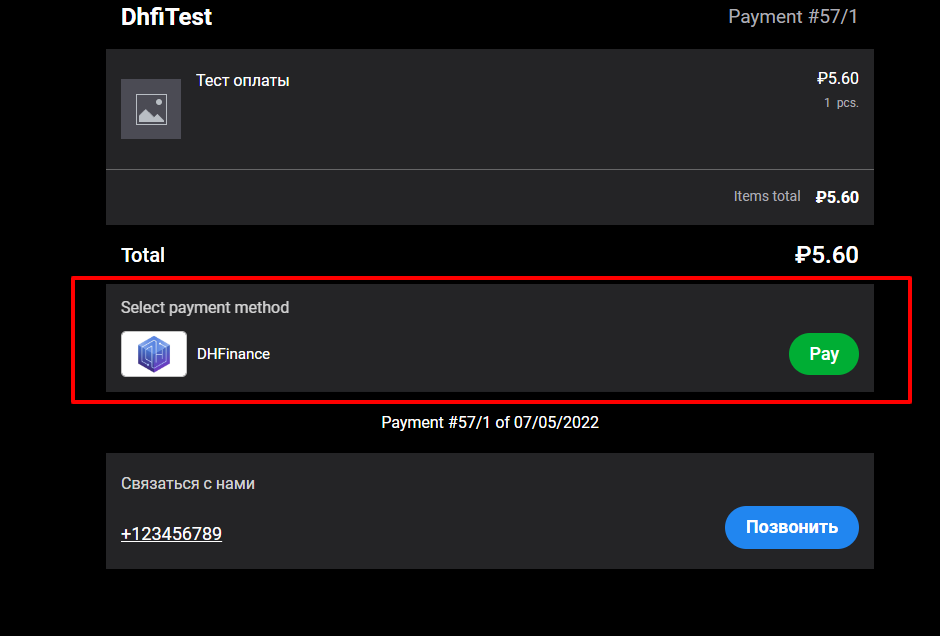 DhfiTest
Payment #57/1
Тест оплаты
₽5.60
1 pcs.
Items total ₽5.60
Total ₽5.60
Select payment method
DHFinance
Pay
Payment #57/1 of 07/05/2022
Связаться с нами
+123456789
Позвонить